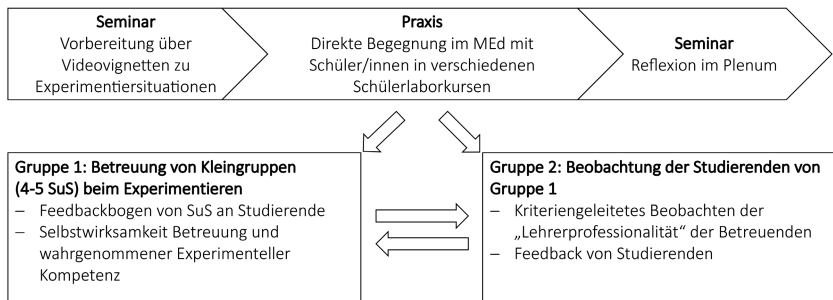 Seminar
Vorbereitung über
Videovignetten zu
Experimentiersituationen
Praxis
Direkte Begegnung im MEd mit
Schüler/innen in verschiedenen
Schülerlaborkursen
Seminar
Reflexion im Plenum
Gruppe 1: Betreuung von Kleingruppen
(4-5 SuS) beim Experimentieren
– Feedbackbogen von SuS an Studierende
– Selbstwirksamkeit Betreuung und
wahrgenommener Experimenteller
Kompetenz
Gruppe 2: Beobachtung der Studierenden von
Gruppe 1
– Kriteriengeleitetes Beobachten der
„Lehrerprofessionalität“ der Betreuenden
– Feedback von Studierenden